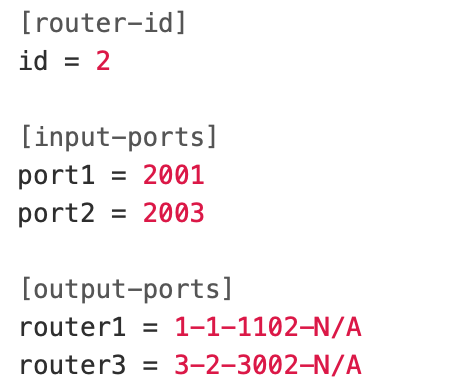 [router-id]
id = 2
[input-ports]
port1 = 2001
port2 = 2003
[output-ports]
router1 = 1-1-1102-N/A
router3 = 3-2-3002-N/A